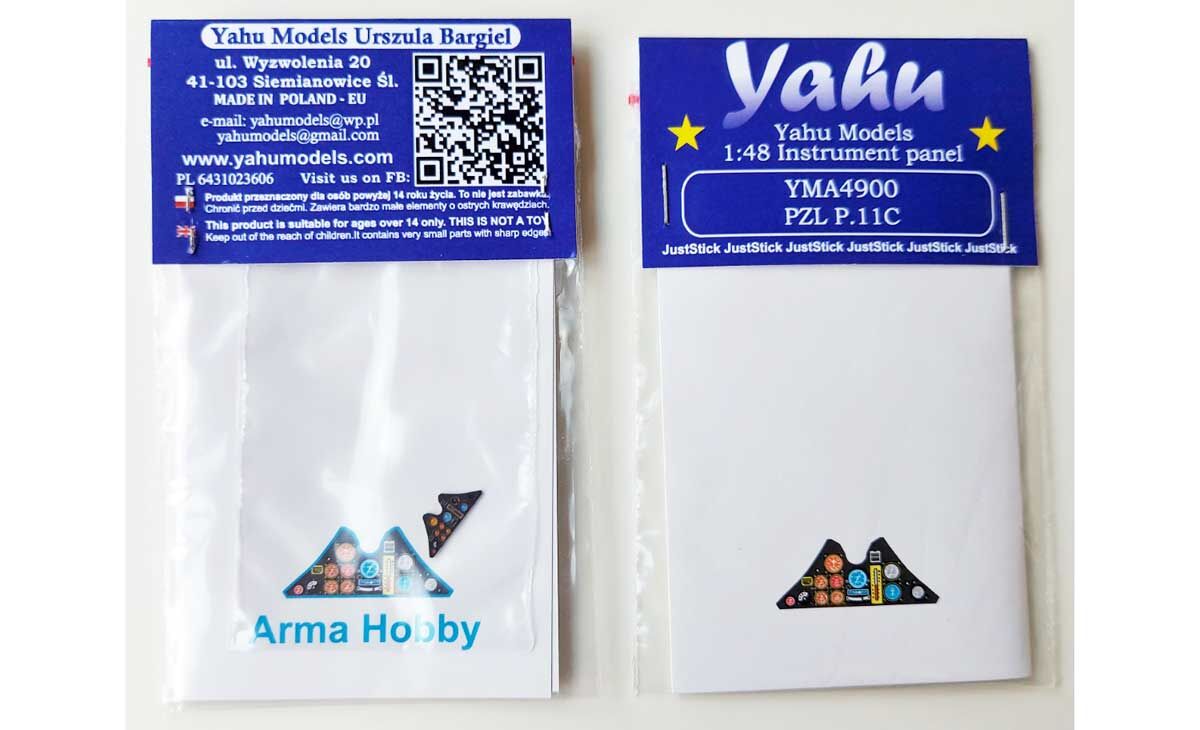 Yahu Models Urszula Bargiel
ul. Wyzwolenia 20
41-103 Siemianowice Śl.
MADE IN POLAND - EU
e-mail: yahumodels@wp.pl
yahumodels@gmail.com
www.yahumodels.com
PL 6431023606 Visit us on FB:
Produkt przeznaczony dla osób powyżej 14 roku życia. To nie jest zabawka.
Chronić przed dziećmi. Zawiera bardzo małe elementy o ostrych krawędziach.
This product is suitable for ages over 14 only. THIS IS NOT A TOY
Keep out of the reach of children.It contains very small parts with sharp edges
Arma Hobby
Yahu
Yahu Models
1:48 Instrument panel
YMA4900
PZL P.11C
JustStick JustStick JustStick JustStick JustStick JustStick